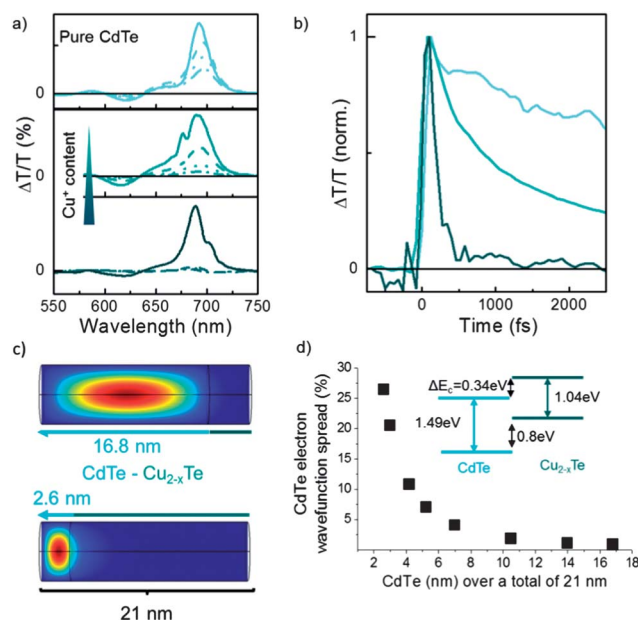 a)
Pure CdTe
0
ΔT/T (%)
Cu⁺ content
0
0
550 600 650 700 750
Wavelength (nm)
b)
1
ΔT/T (norm.)
0
0 1000 2000
Time (fs)
c)
16.8 nm
CdTe - Cu₂₋ₓTe
2.6 nm
21 nm
d)
30
25
20
15
10
5
CdTe electron
wavefunction spread (%)
ΔE꜀=0.34eV
1.04eV
1.49eV
0.8eV
CdTe
Cu₂₋ₓTe
2 4 6 8 10 12 14 16 18
CdTe (nm) over a total of 21 nm